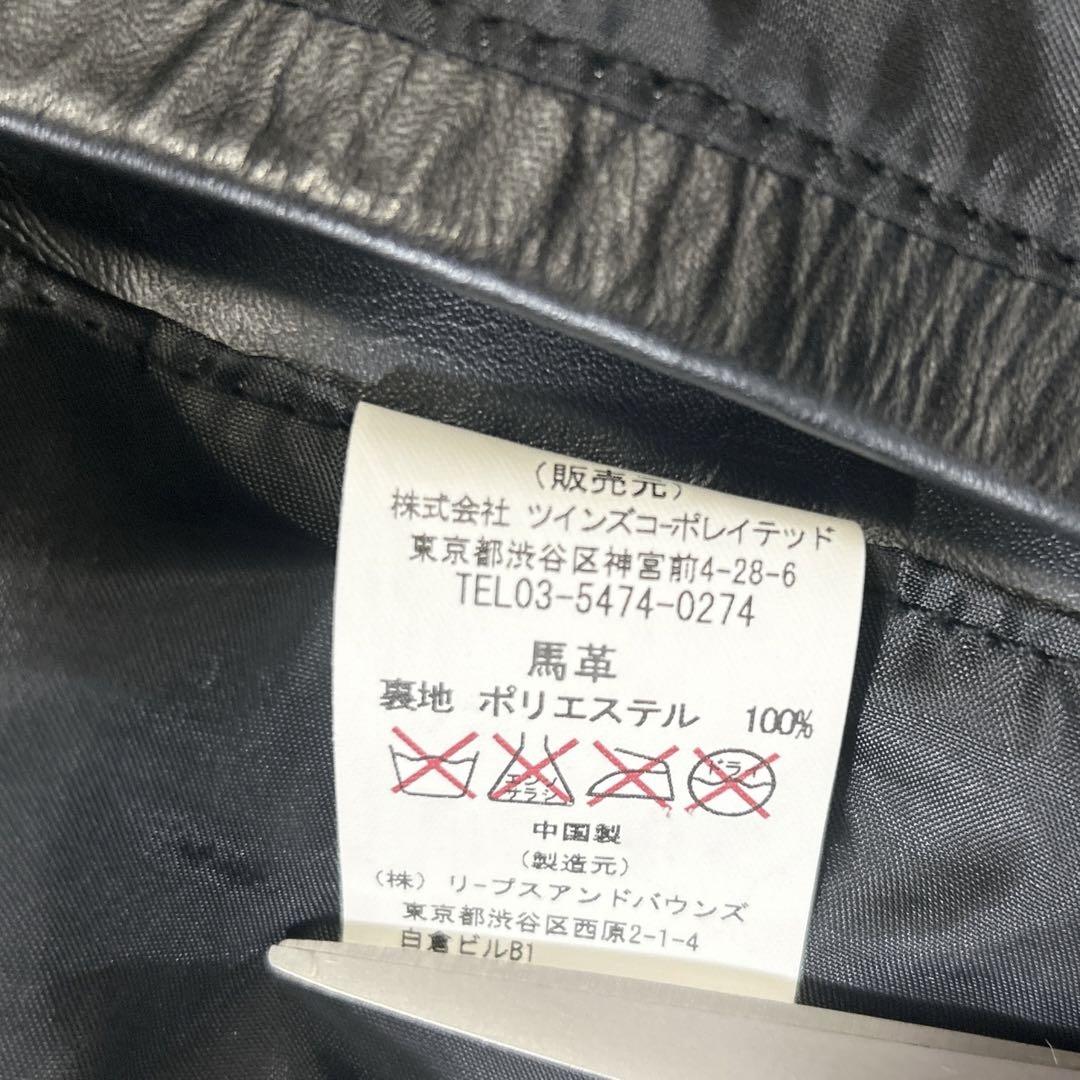 (販売元)
株式会社 ツインズコーポレイテッド
東京都渋谷区神宮前4-28-6
TEL03-5474-0274
馬革
裏地 ポリエステル 100%
エンソ ドライ
サラシ
中国製
(製造元)
(株) リープスアンドバウンズ
東京都渋谷区西原2-1-4
白倉ビルB1